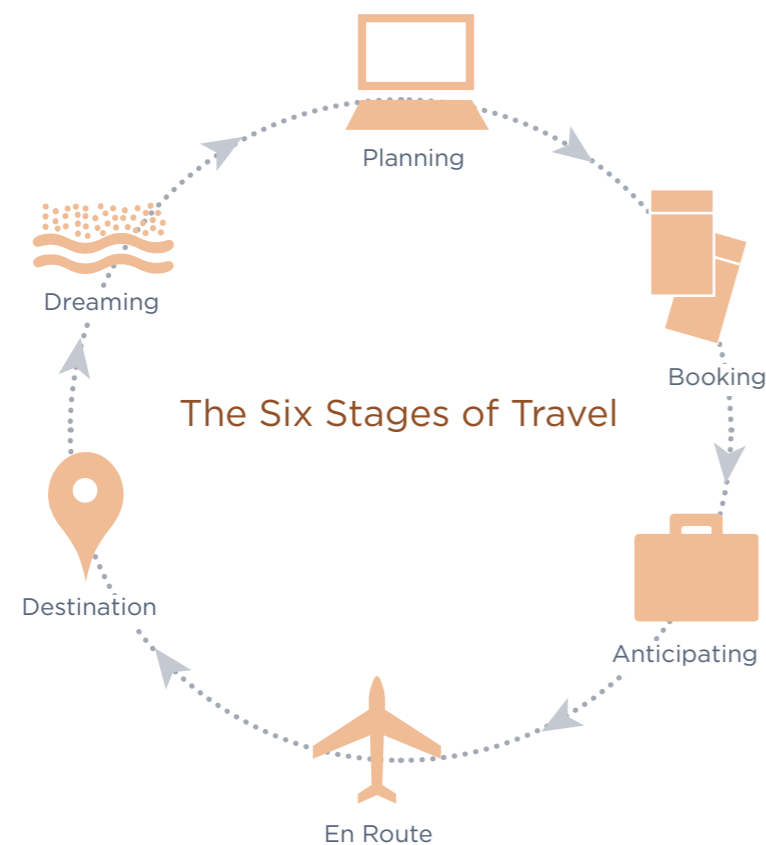 Planning
Dreaming
Booking
The Six Stages of Travel
Destination
Anticipating
En Route